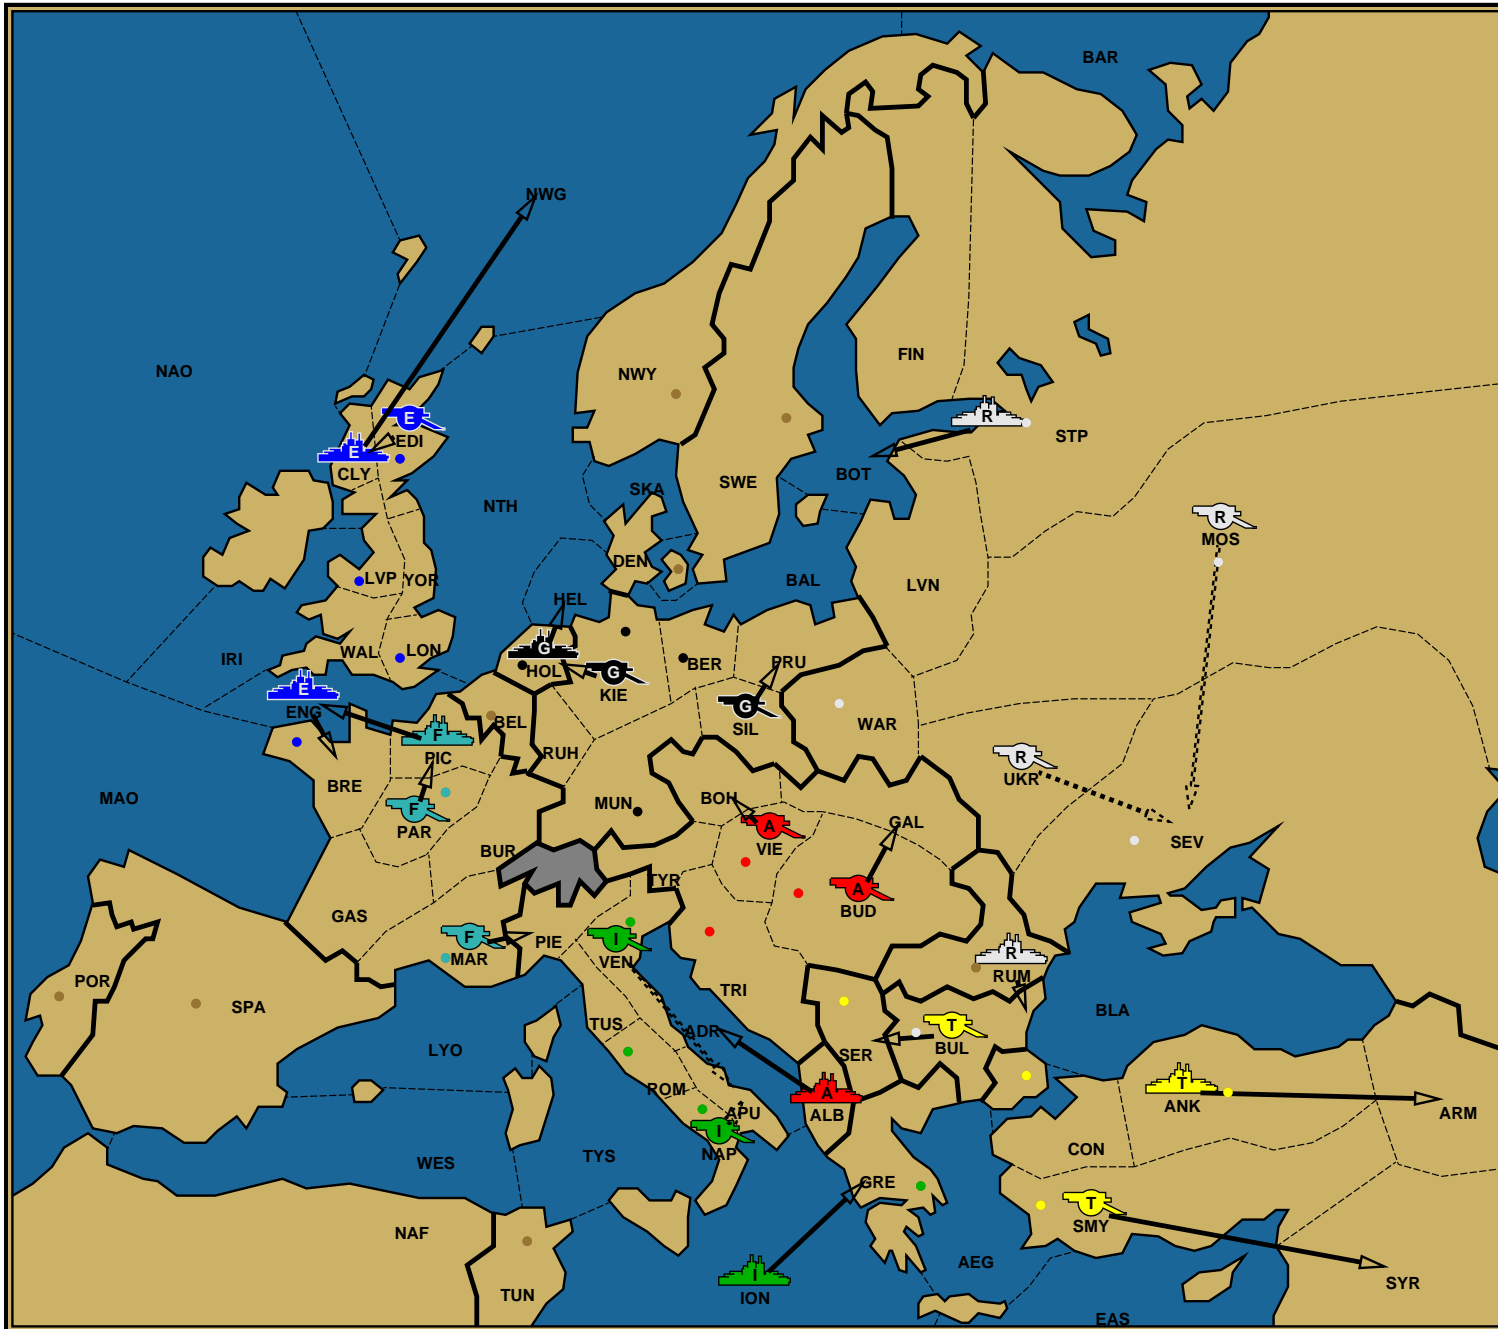 BAR
NWG
NAO
FIN
NWY
E
R
EDI
STP
E
CLY
BOT
SWE
SKA
NTH
R
MOS
DEN
LVP
YOR
BAL
LVN
HEL
IRI
WAL
LON
G
HOL
G
KIE
BER
PRU
E
ENG
G
SIL
WAR
F
PIC
BEL
RUH
R
UKR
BRE
MAO
F
PAR
MUN
BOH
A
VIE
GAL
SEV
BUR
TYR
A
BUD
GAS
F
MAR
PIE
I
VEN
R
RUM
POR
SPA
TRI
BLA
TUS
ADR
T
BUL
SER
LYO
ROM
A
ALB
T
ANK
ARM
APU
I
NAP
CON
WES
TYS
GRE
T
SMY
NAF
AEG
I
ION
SYR
TUN
EAS